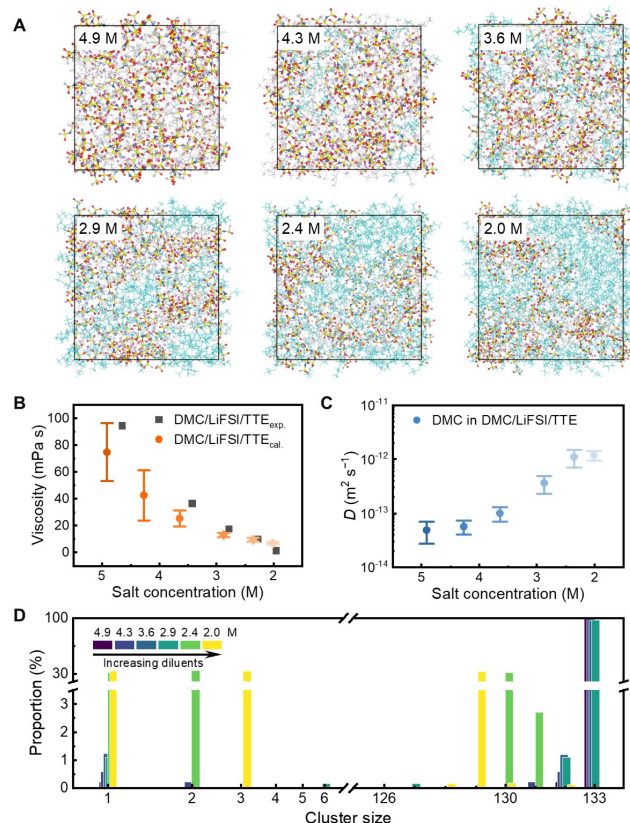 A
4.9 M
4.3 M
3.6 M
2.9 M
2.4 M
2.0 M
B
Viscosity (mPa s)
100
80
60
40
20
0
DMC/LiFSI/TTEexp.
DMC/LiFSI/TTEcal.
5 4 3 2
Salt concentration (M)
C
D (m² s⁻¹)
10⁻¹¹
10⁻¹²
10⁻¹³
10⁻¹⁴
DMC in DMC/LiFSI/TTE
5 4 3 2
Salt concentration (M)
D
Proportion (%)
100
30
3
2
1
0
4.9 4.3 3.6 2.9 2.4 2.0 M
Increasing diluents
1 2 3 4 5 6 126 130 133
Cluster size